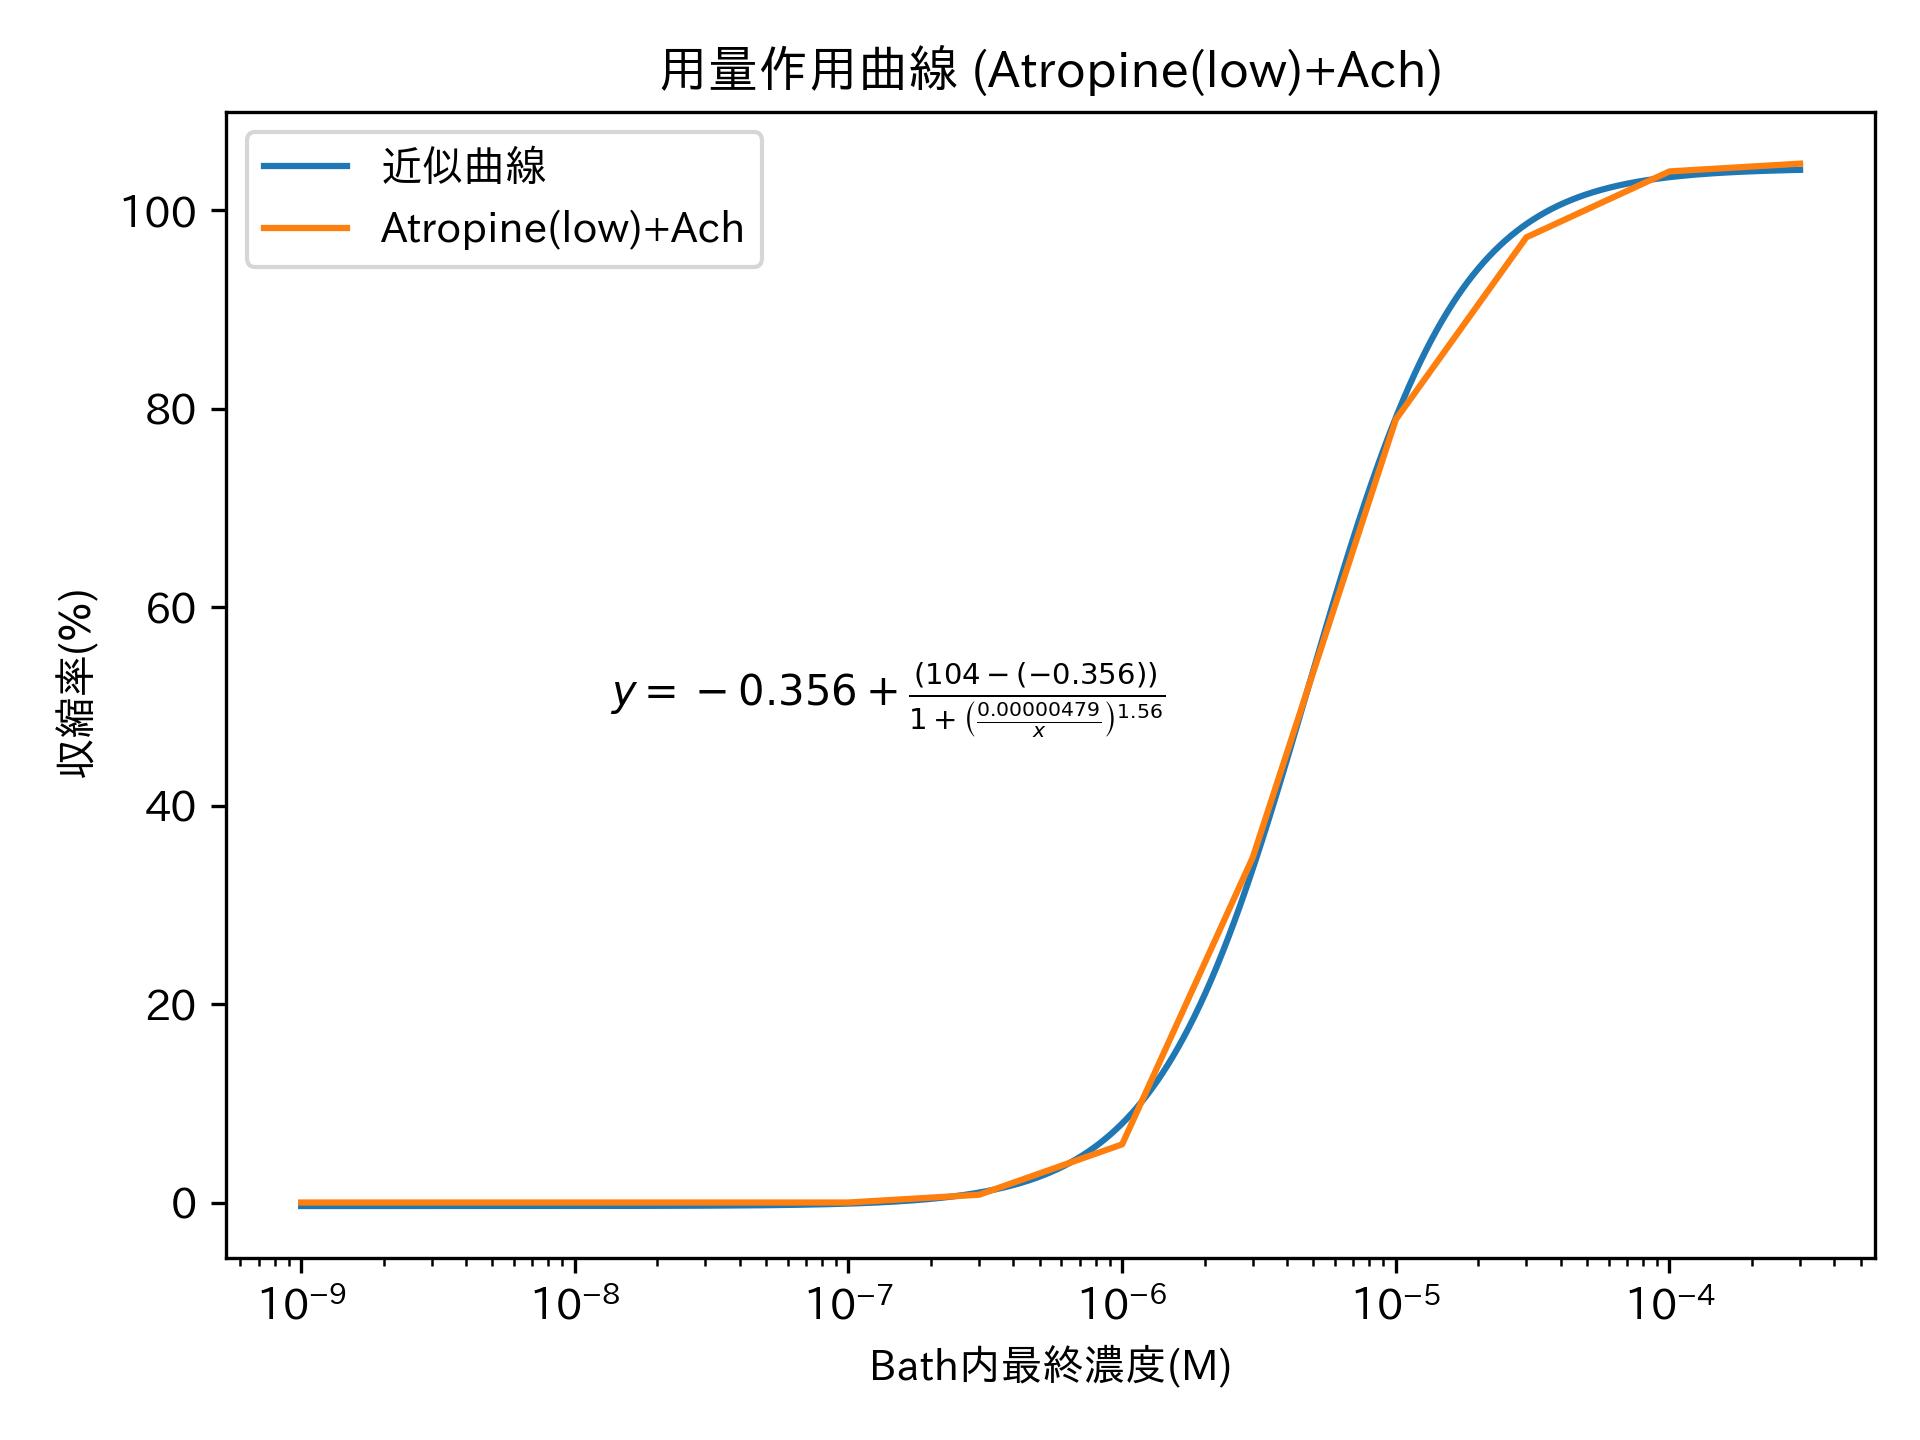 用量作用曲線 (Atropine(low)+Ach)
近似曲線
Atropine(low)+Ach
100
80
60
40
20
0
収縮率(%)
y = −0.356 + (104 − (−0.356)) / 1 + (0.00000479 / x)^1.56
10⁻⁹ 10⁻⁸ 10⁻⁷ 10⁻⁶ 10⁻⁵ 10⁻⁴
Bath内最終濃度(M)